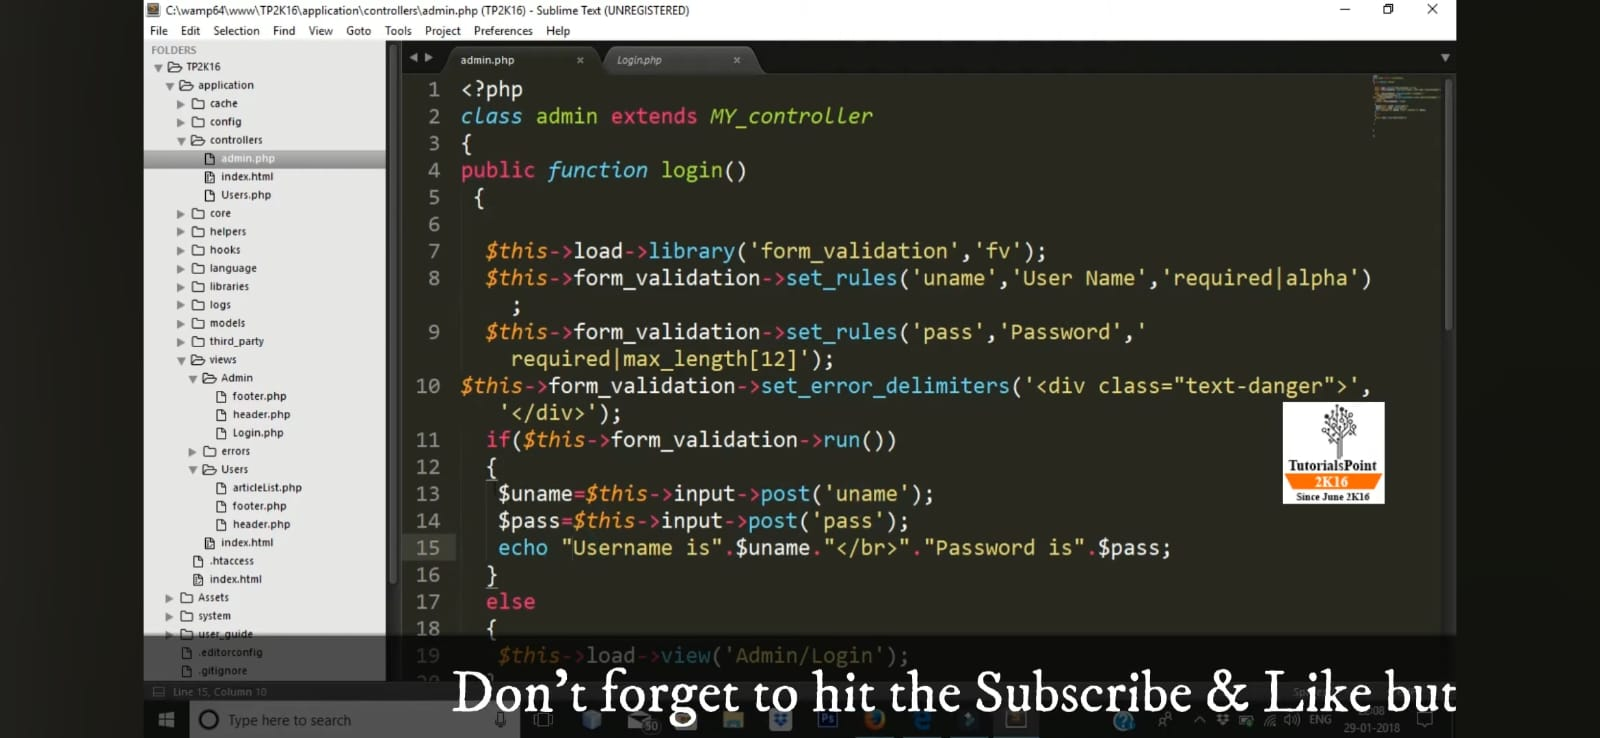 C:\wamp64\www\TP2K16\application\controllers\admin.php (TP2K16) - Sublime Text (UNREGISTERED)
File Edit Selection Find View Goto Tools Project Preferences Help
FOLDERS
TP2K16
application
cache
config
controllers
admin.php
index.html
Users.php
core
helpers
hooks
language
libraries
logs
models
third_party
views
Admin
footer.php
header.php
Login.php
errors
Users
articleList.php
footer.php
header.php
index.html
.htaccess
index.html
Assets
system
user_guide
.editorconfig
.gitignore
admin.php Login.php
1 <?php
2 class admin extends MY_controller
3 {
4 public function login()
5 {
6
7 $this->load->library('form_validation','fv');
8 $this->form_validation->set_rules('uname','User Name','required|alpha')
;
9 $this->form_validation->set_rules('pass','Password','
required|max_length[12]');
10 $this->form_validation->set_error_delimiters('<div class="text-danger">',
'</div>');
11 if($this->form_validation->run())
12 {
13 $uname=$this->input->post('uname');
14 $pass=$this->input->post('pass');
15 echo "Username is".$uname."</br>"."Password is".$pass;
16 }
17 else
18 {
19 $this->load->view('Admin/Login');
TutorialsPoint
2K16
Since June 2K16
Don't forget to hit the Subscribe & Like but
Line 15, Column 10
Type here to search
50
Ps
ENG
29-01-2018